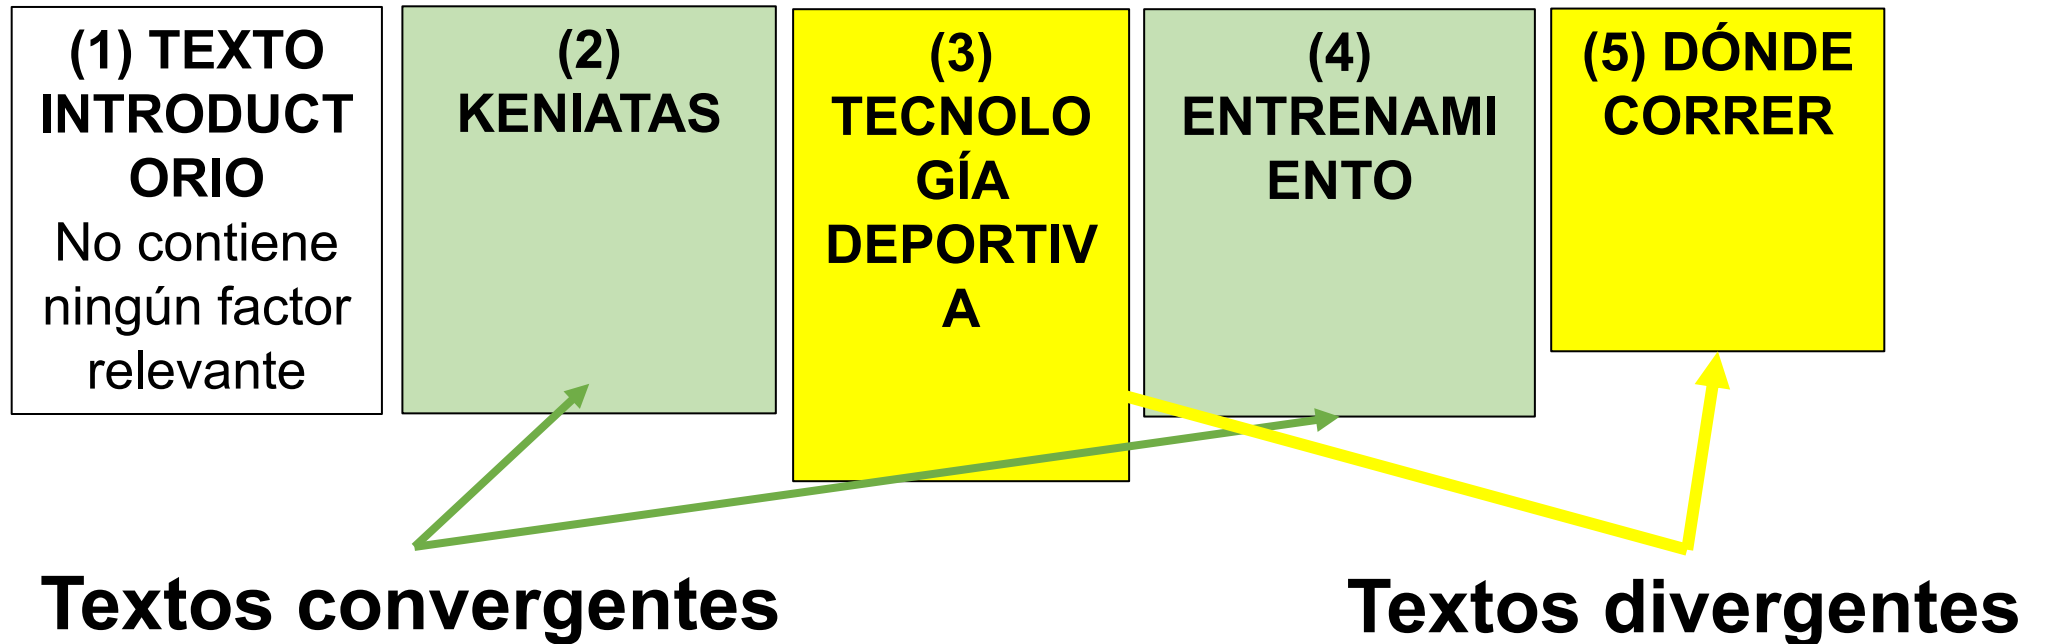 (1) TEXTO
INTRODUCT
ORIO
No contiene
ningún factor
relevante
(2)
KENIATAS
(3)
TECNOLO
GÍA
DEPORTIV
A
(4)
ENTRENAMI
ENTO
(5) DÓNDE
CORRER
Textos convergentes
Textos divergentes